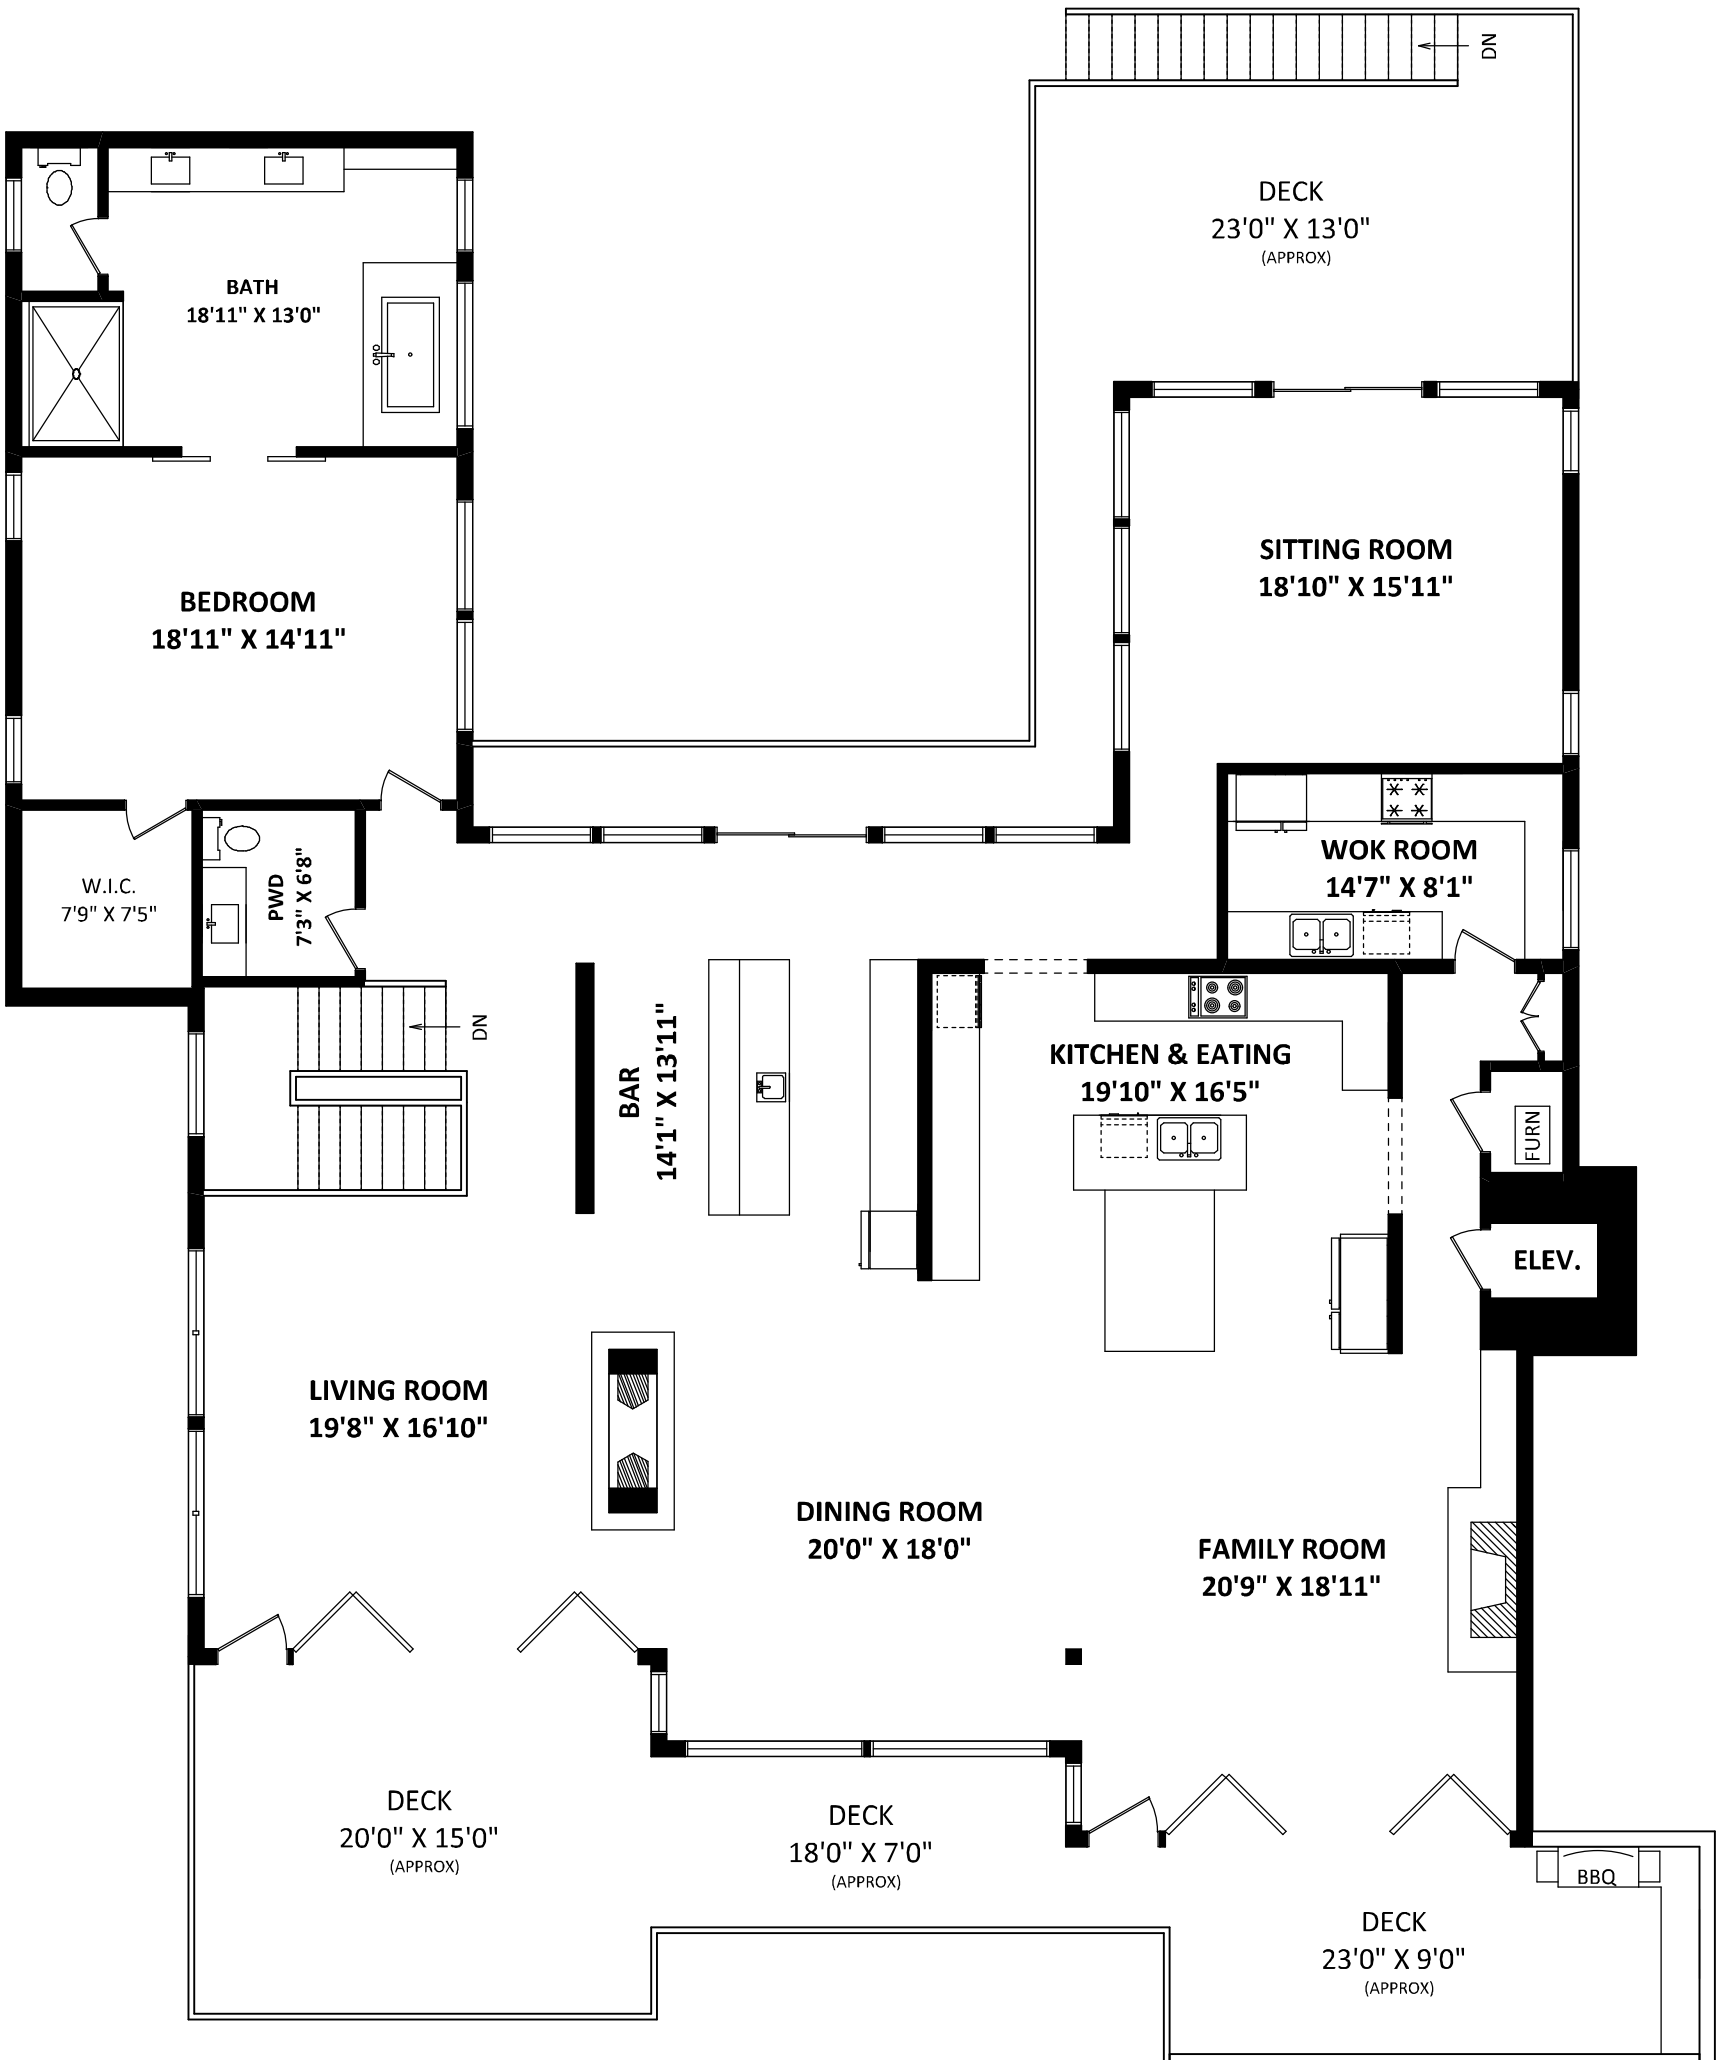 DN
DECK
23'0" X 13'0"
(APPROX)
BATH
18'11" X 13'0"
SITTING ROOM
18'10" X 15'11"
BEDROOM
18'11" X 14'11"
WOK ROOM
14'7" X 8'1"
W.I.C.
7'9" X 7'5"
PWD
7'3" X 6'8"
DN
BAR
14'1" X 13'11"
KITCHEN & EATING
19'10" X 16'5"
FURN
ELEV.
LIVING ROOM
19'8" X 16'10"
DINING ROOM
20'0" X 18'0"
FAMILY ROOM
20'9" X 18'11"
DECK
20'0" X 15'0"
(APPROX)
DECK
18'0" X 7'0"
(APPROX)
BBQ
DECK
23'0" X 9'0"
(APPROX)